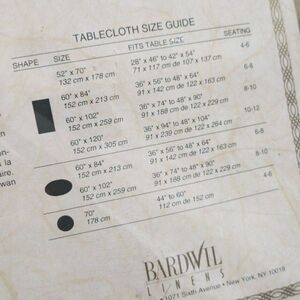 TABLECLOTH SIZE GUIDE
SHAPE SIZE FITS TABLE SIZE SEATING
52" x 70" 28" x 46" to 42" x 54" 4-6
132 cm x 178 cm 71 x 117 cm de 107 x 137 cm
60" x 84" 36" x 56" to 48" x 64" 6-8
152 cm x 213 cm 91 x 142 cm de 122 x 163 cm
60" x 102" 36" x 74" to 48" x 90" 8-10
152 cm x 259 cm 91 x 188 cm de 122 x 229 cm
60" x 120" 36" x 94" to 48" x 104" 10-12
152 cm x 305 cm 91 x 239 cm de 122 x 264 cm
60" x 84" 36" x 56" to 48" x 64" 6-8
152 cm x 213 cm 91 x 142 cm de 122 x 163 cm
60" x 102" 36" x 74" to 48" x 90" 8-10
152 cm x 259 cm 91 x 188 cm de 122 x 229 cm
70" 44" to 60" 4-6
178 cm 112 cm de 152 cm
BARDWIL
LINENS
1071 Sixth Avenue • New York, NY 10018